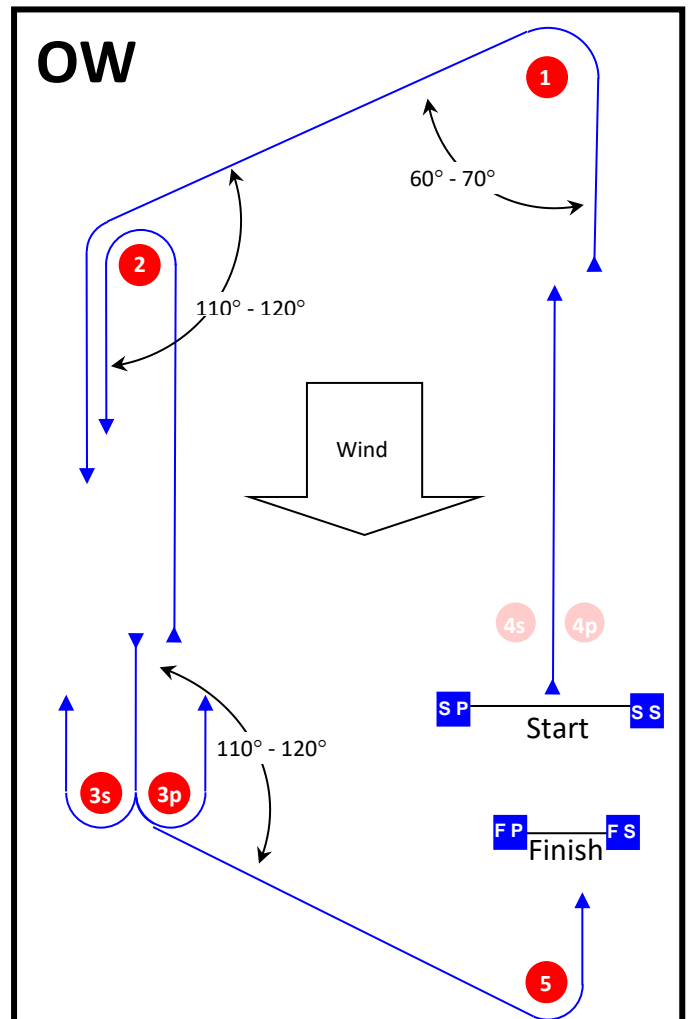 OW
1
60° - 70°
2
110° - 120°
Wind
4s 4p
S P S S
Start
110° - 120°
3s 3p
F P F S
Finish
5